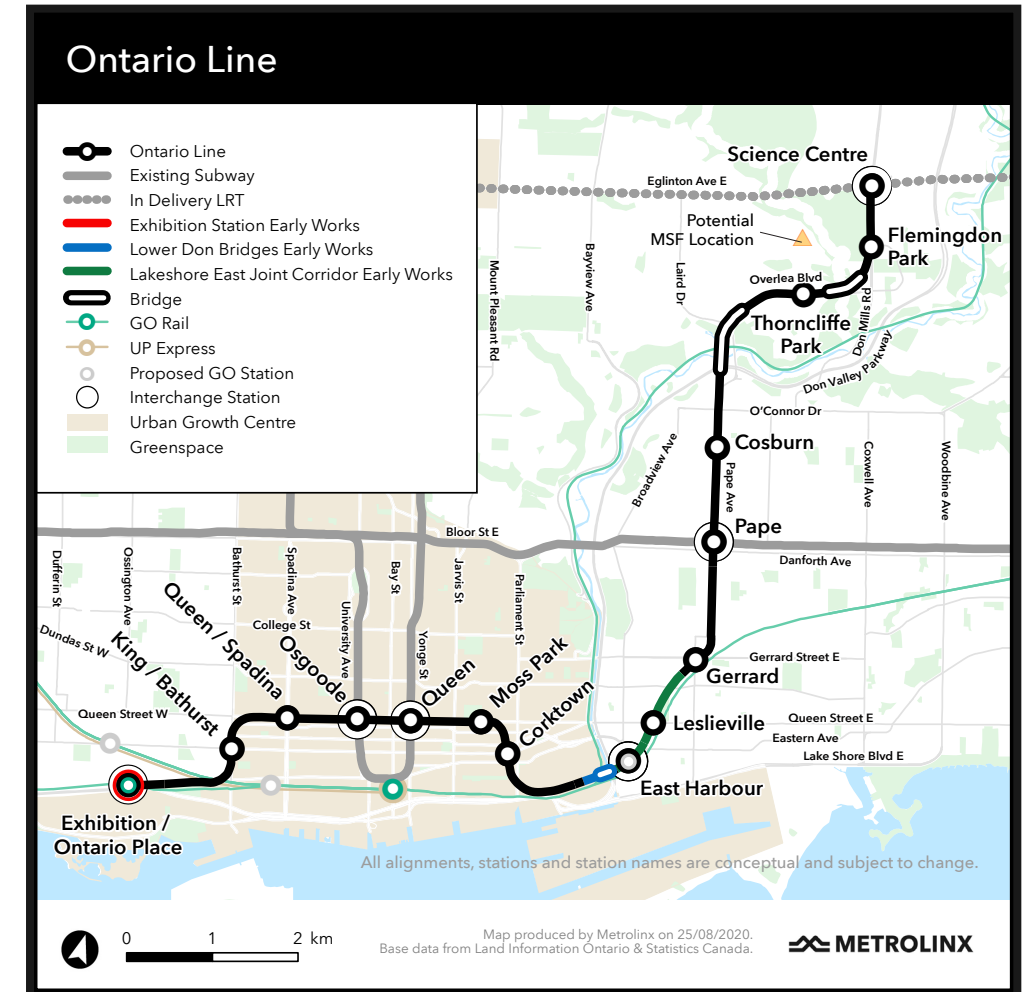 Ontario Line
Ontario Line
Existing Subway
In Delivery LRT
Exhibition Station Early Works
Lower Don Bridges Early Works
Lakeshore East Joint Corridor Early Works
Bridge
GO Rail
UP Express
Proposed GO Station
Interchange Station
Urban Growth Centre
Greenspace
Science Centre
Eglinton Ave E
Potential
MSF Location
Flemingdon
Park
Mount Pleasant Rd
Bayview Ave
Laird Dr
Overlea Blvd
Thorncliffe
Park
Don Mills Rd
Don Valley Parkway
O'Connor Dr
Cosburn
Broadview Ave
Pape Ave
Coxwell Ave
Woodbine Ave
Pape
Bloor St E
Danforth Ave
Dufferin St
Ossington Ave
Bathurst St
Spadina Ave
University Ave
Bay St
Yonge St
Jarvis St
Parliament St
College St
Dundas St W
King / Bathurst
Queen / Spadina
Osgoode
Queen
Moss Park
Corktown
Gerrard Street E
Gerrard
Queen Street W
Leslieville
Queen Street E
Eastern Ave
Lake Shore Blvd E
East Harbour
Exhibition /
Ontario Place
All alignments, stations and station names are conceptual and subject to change.
0 1 2 km
Map produced by Metrolinx on 25/08/2020.
Base data from Land Information Ontario & Statistics Canada.
METROLINX